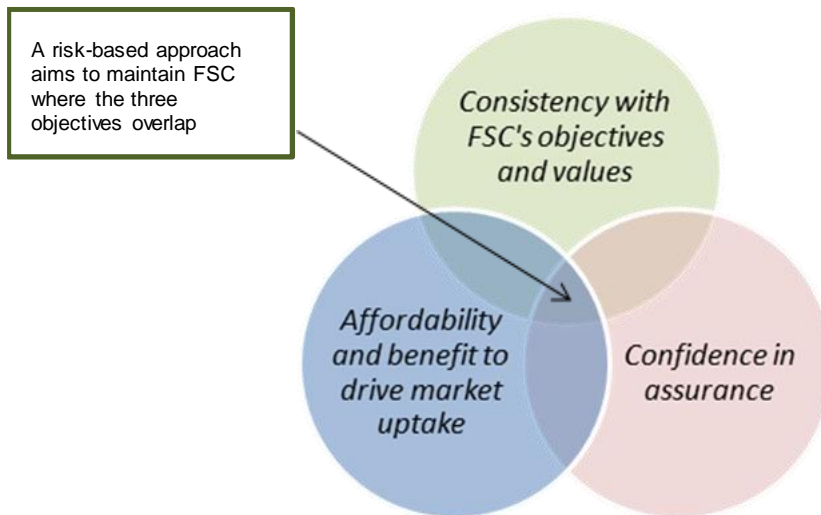 A risk-based approach
aims to maintain FSC
where the three
objectives overlap
Consistency with
FSC's objectives
and values
Affordability
and benefit to
drive market
uptake
Confidence in
assurance